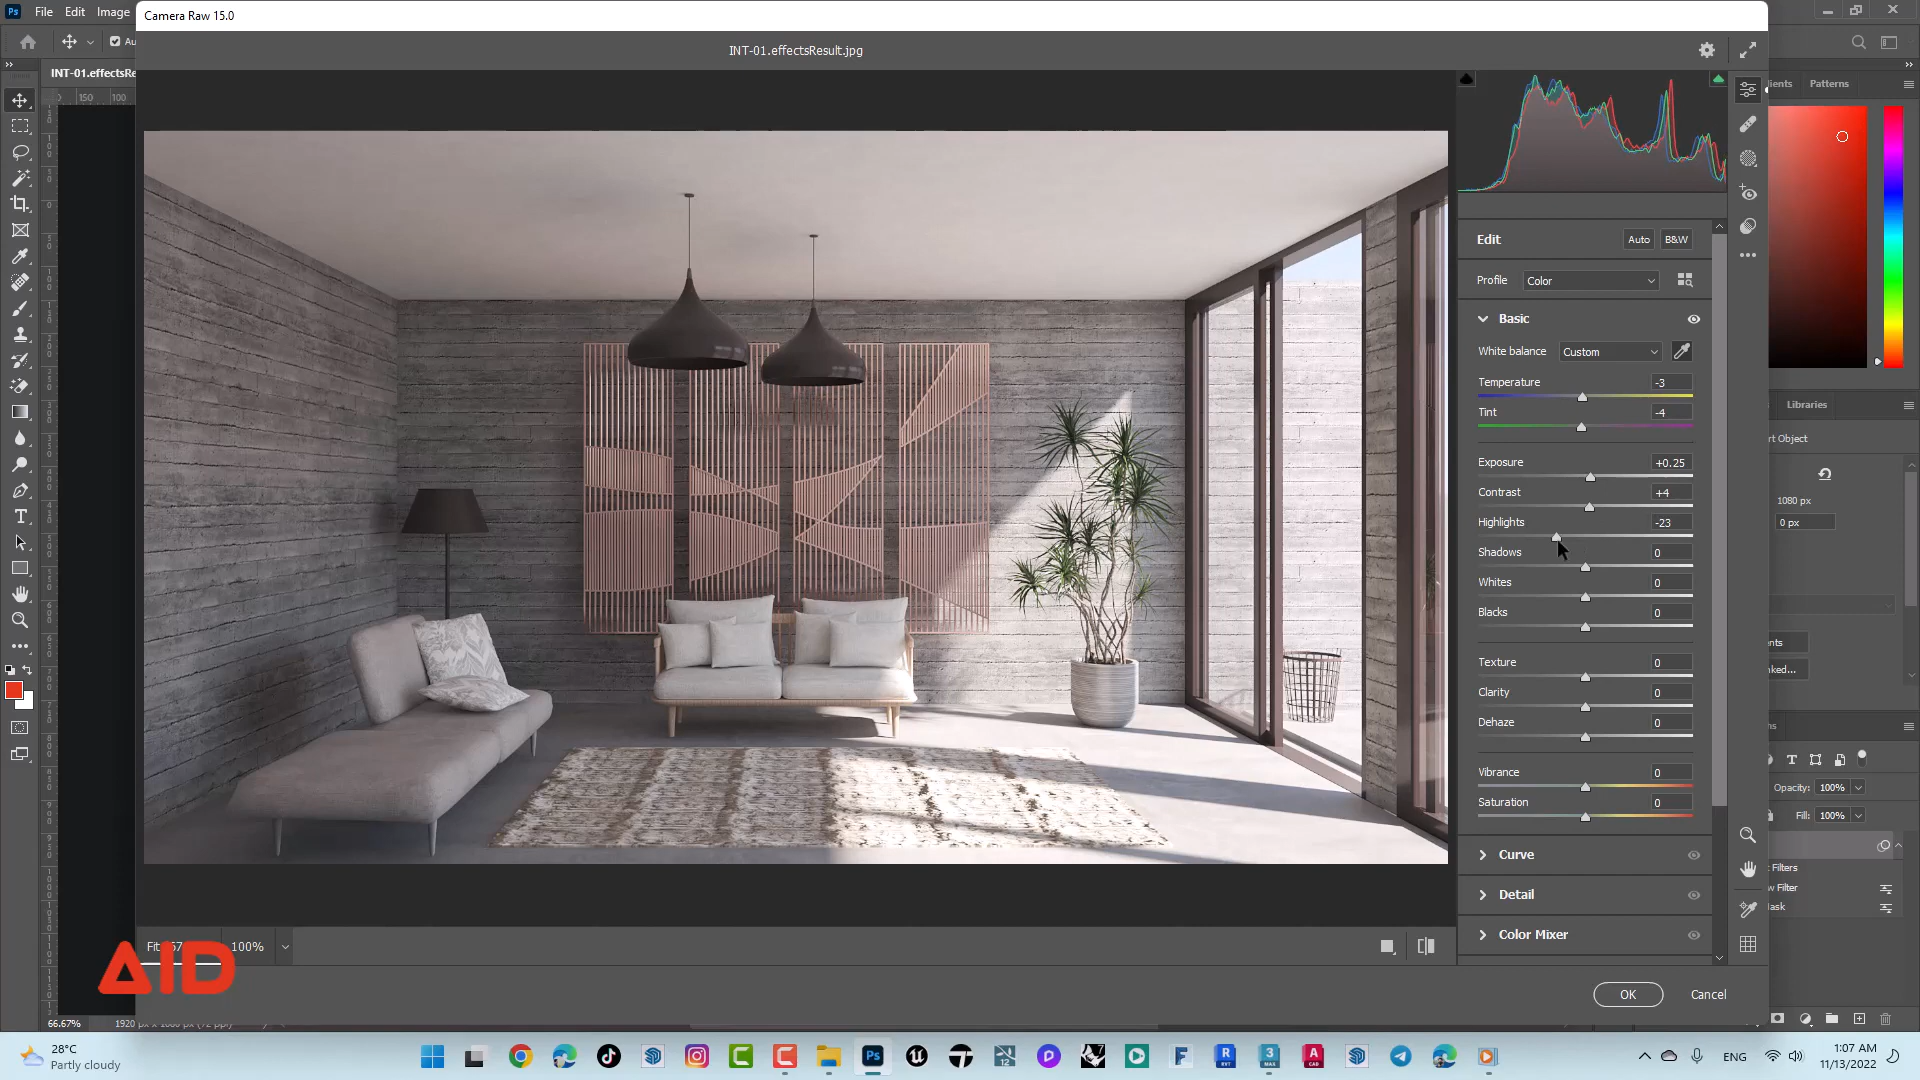 Camera Raw 15.0
File Edit Image
INT-01.effectsResult.jpg
INT-01.effectsRe
Au
150 100
Patterns
Edit
Auto
B&W
Profile
Color
Basic
White balance
Custom
Temperature
-3
Tint
-4
Exposure
+0.25
Contrast
+4
Highlights
-23
Shadows
0
Whites
0
Blacks
0
Texture
0
Clarity
0
Dehaze
0
Vibrance
0
Saturation
0
Curve
Detail
Color Mixer
Libraries
1080 px
0 px
Opacity: 100%
Fill: 100%
Filters
100%
AID
OK
Cancel
66.67%
28°C
Partly cloudy
ENG
1:07 AM
11/13/2022